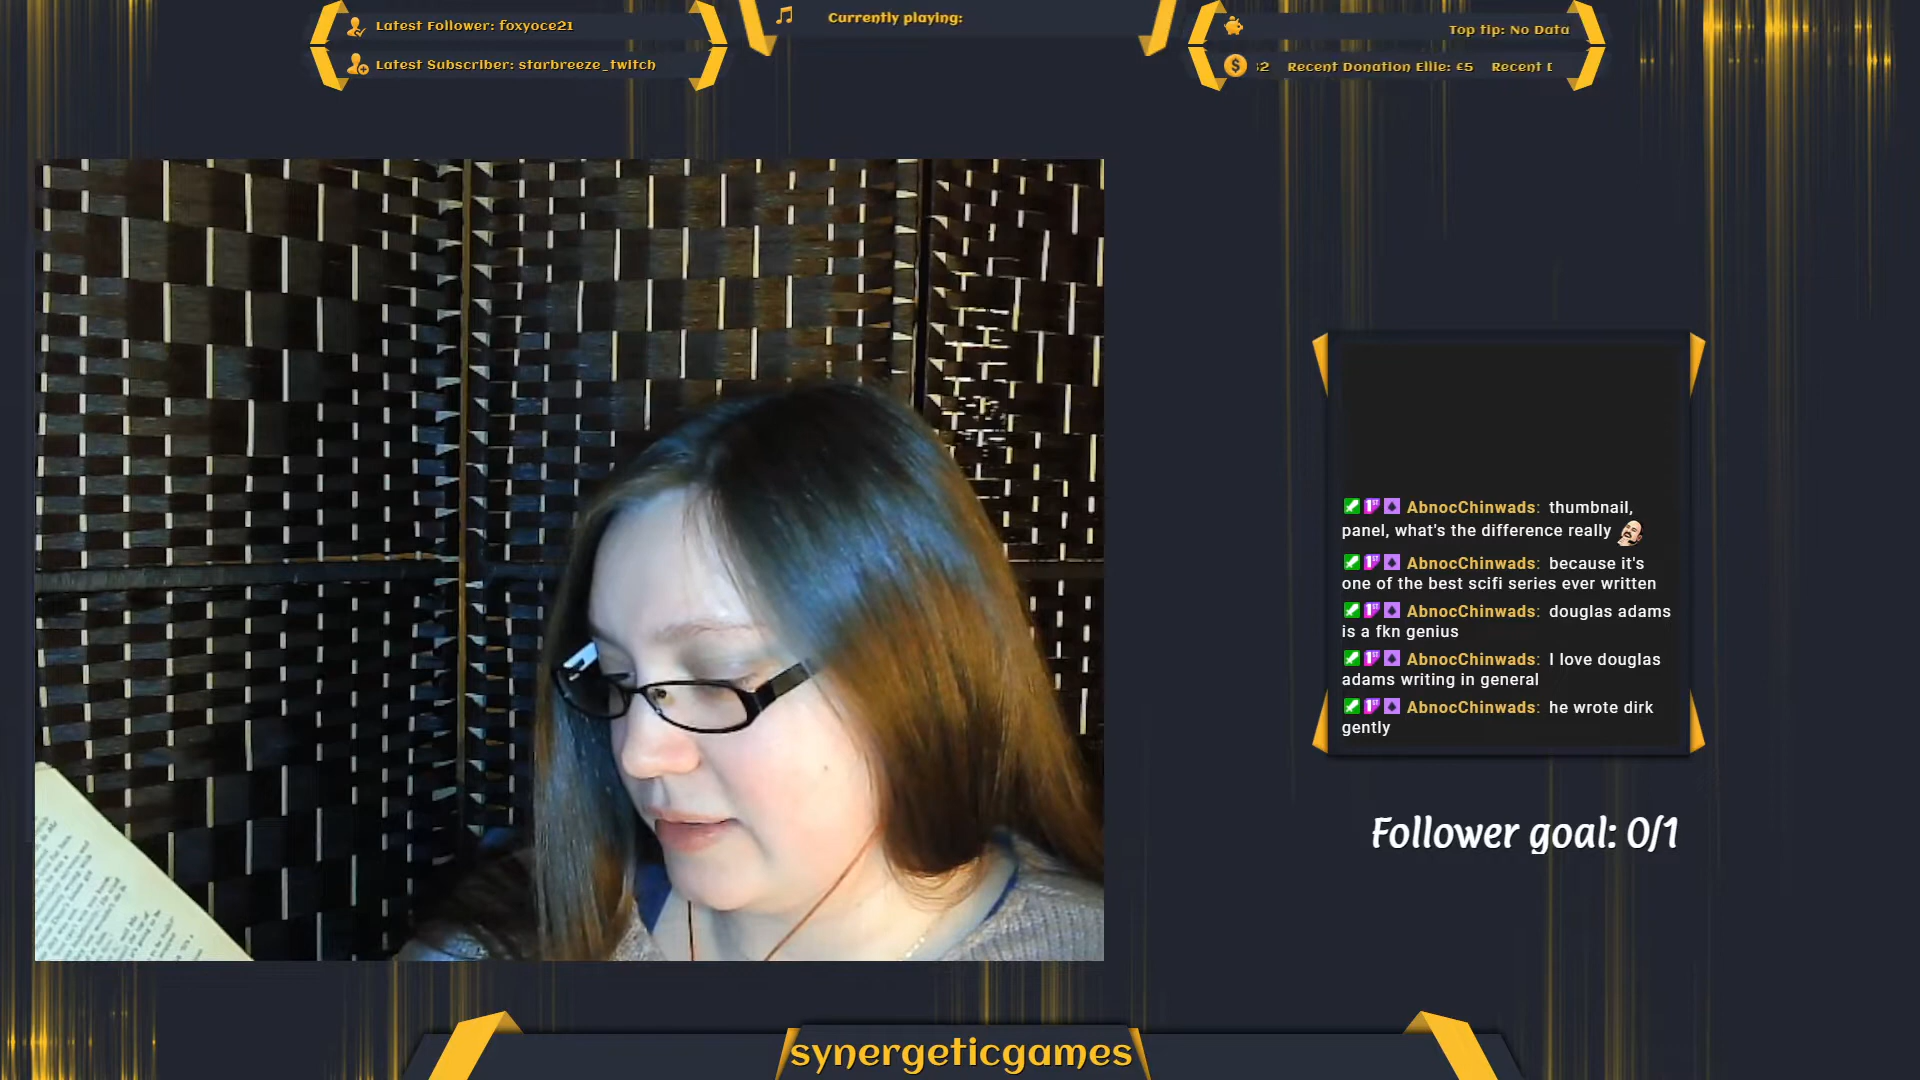 Latest Follower: foxyoce21
Latest Subscriber: starbreeze_twitch
Currently playing:
Top tip: No Data
Recent Donation Ellie: £5 Recent
AbnocChinwads: thumbnail,
panel, what's the difference really
AbnocChinwads: because it's
one of the best scifi series ever written
AbnocChinwads: douglas adams
is a fkn genius
AbnocChinwads: I love douglas
adams writing in general
AbnocChinwads: he wrote dirk
gently
Follower goal: 0/1
synergeticgames